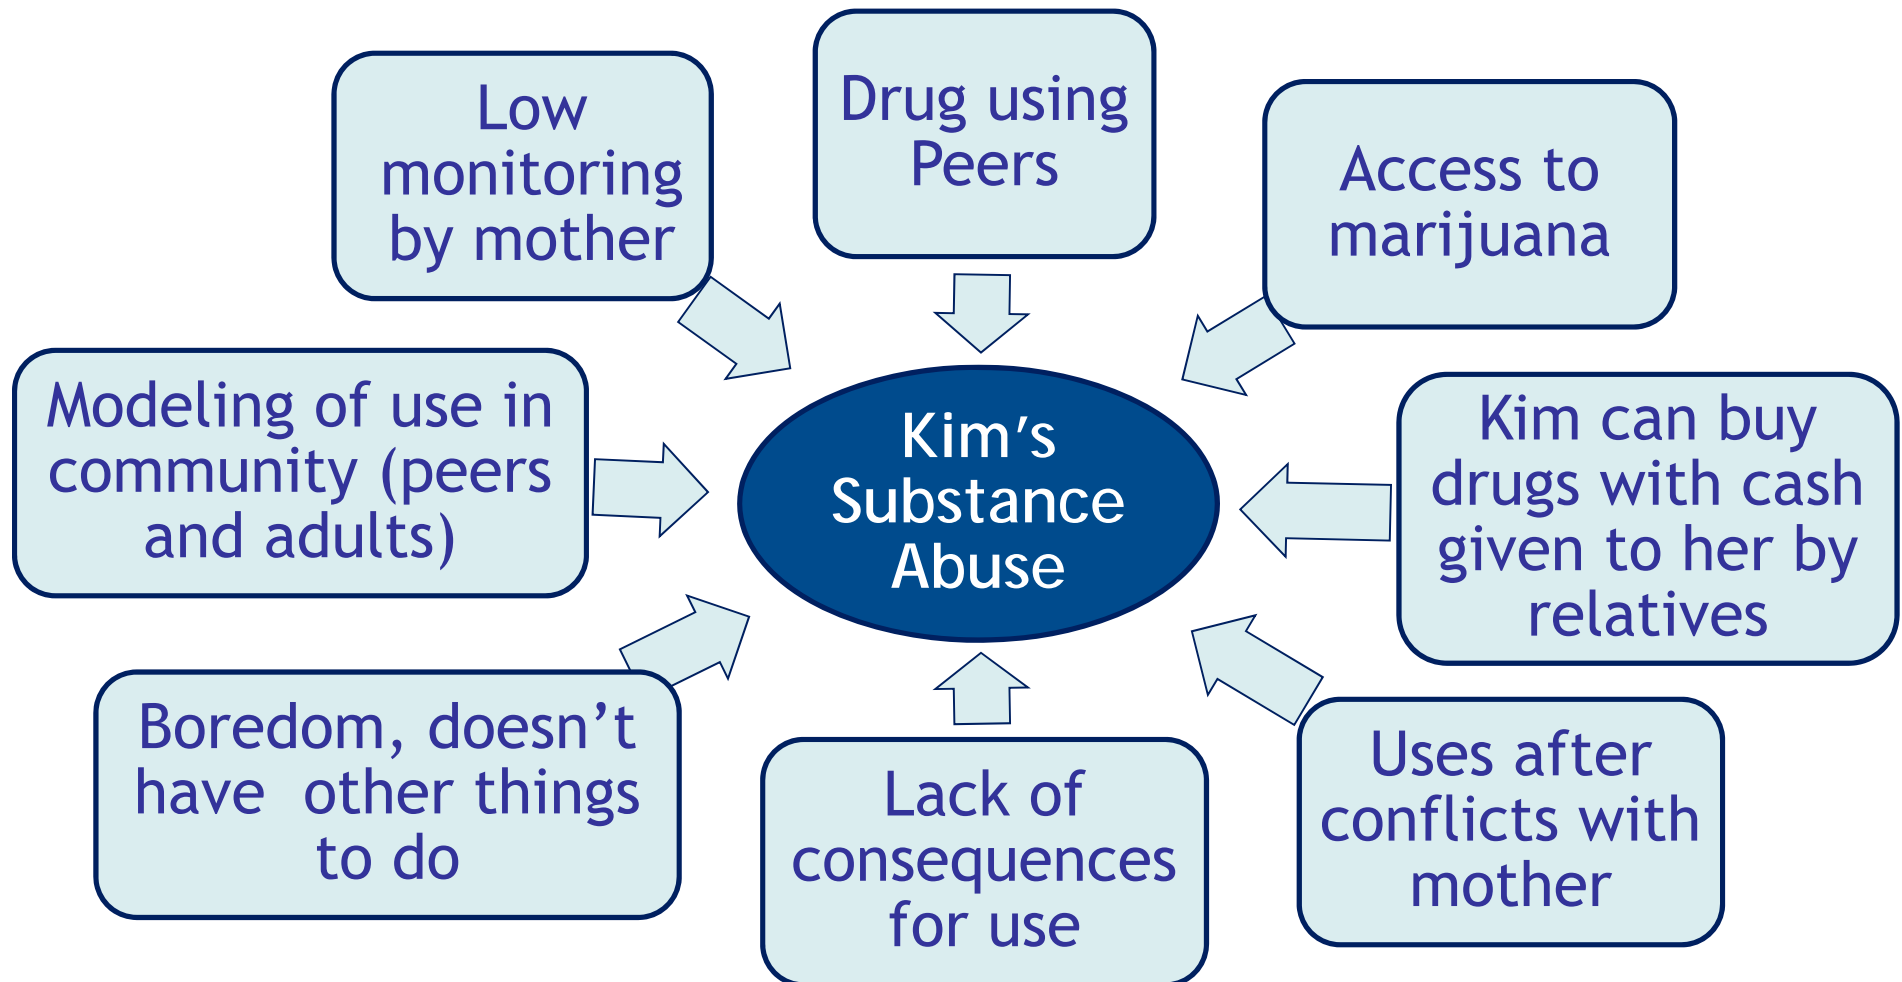 Low
monitoring
by mother
Drug using
Peers
Access to
marijuana
Modeling of use in
community (peers
and adults)
Kim’s
Substance
Abuse
Kim can buy
drugs with cash
given to her by
relatives
Boredom, doesn’t
have  other things
to do
Lack of
consequences
for use
Uses after
conflicts with
mother